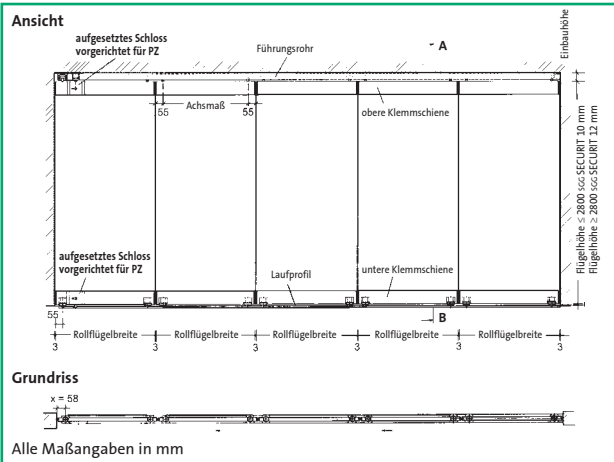 Ansicht
aufgesetztes Schloss
vorgerichtet für PZ
Führungsrohr
A
Einbauhöhe
Achsmaß
55
55
obere Klemmschiene
Flügelhöhe ≤ 2800 SGG SECURIT 10 mm
Flügelhöhe ≥ 2800 SGG SECURIT 12 mm
aufgesetztes Schloss
vorgerichtet für PZ
Laufprofil
untere Klemmschiene
55
B
Rollflügelbreite Rollflügelbreite Rollflügelbreite Rollflügelbreite Rollflügelbreite
3 3 3 3 3 3
Grundriss
x = 58
Alle Maßangaben in mm